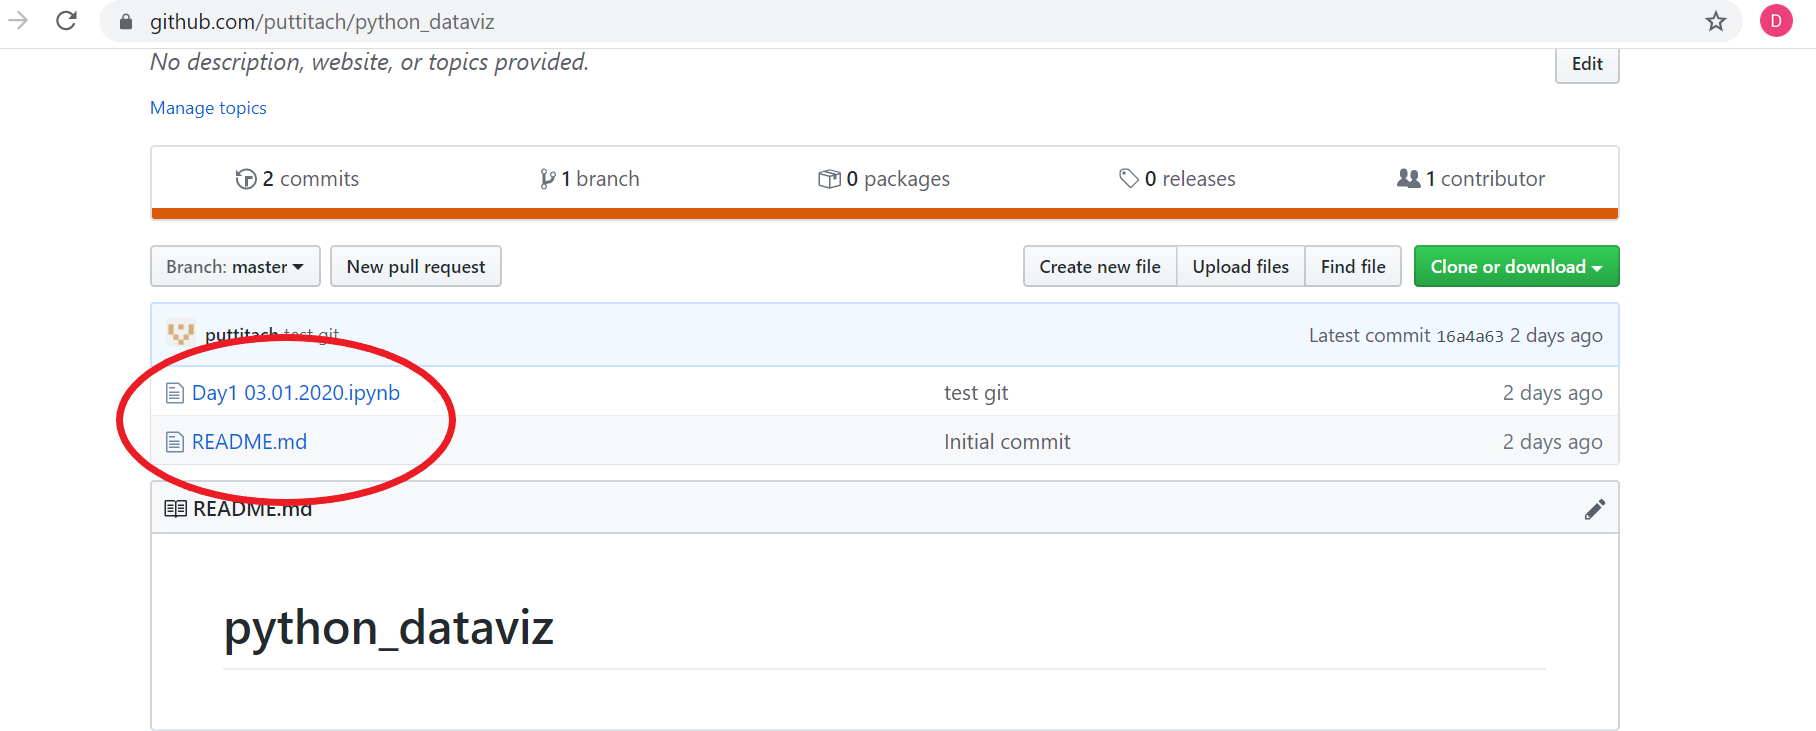 github.com/puttitach/python_dataviz
D
No description, website, or topics provided.
Edit
Manage topics
2 commits
1 branch
0 packages
0 releases
1 contributor
Branch: master
New pull request
Create new file
Upload files
Find file
Clone or download
puttitach test git
Latest commit 16a4a63 2 days ago
Day1 03.01.2020.ipynb
test git
2 days ago
README.md
Initial commit
2 days ago
README.md
python_dataviz